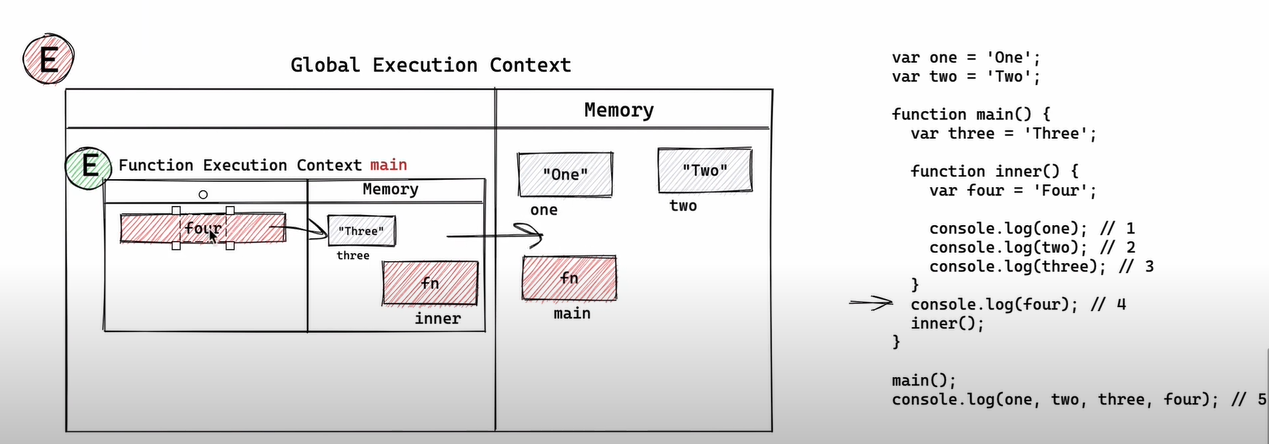 E
Global Execution Context
Memory
E Function Execution Context main
Memory
four
"Three"
three
fn
inner
"One"
one
"Two"
two
fn
main
var one = 'One';
var two = 'Two';
function main() {
var three = 'Three';
function inner() {
var four = 'Four';
console.log(one); // 1
console.log(two); // 2
console.log(three); // 3
}
console.log(four); // 4
inner();
}
main();
console.log(one, two, three, four); // 5